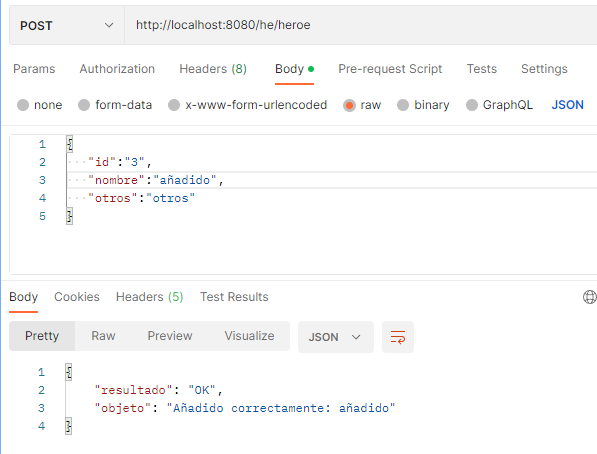 POST http://localhost:8080/he/heroe
Params Authorization Headers (8) Body Pre-request Script Tests Settings
none form-data x-www-form-urlencoded raw binary GraphQL JSON
1 {
2 "id":"3",
3 "nombre":"añadido",
4 "otros":"otros"
5 }
Body Cookies Headers (5) Test Results
Pretty Raw Preview Visualize JSON
1 {
2 "resultado": "OK",
3 "objeto": "Añadido correctamente: añadido"
4 }